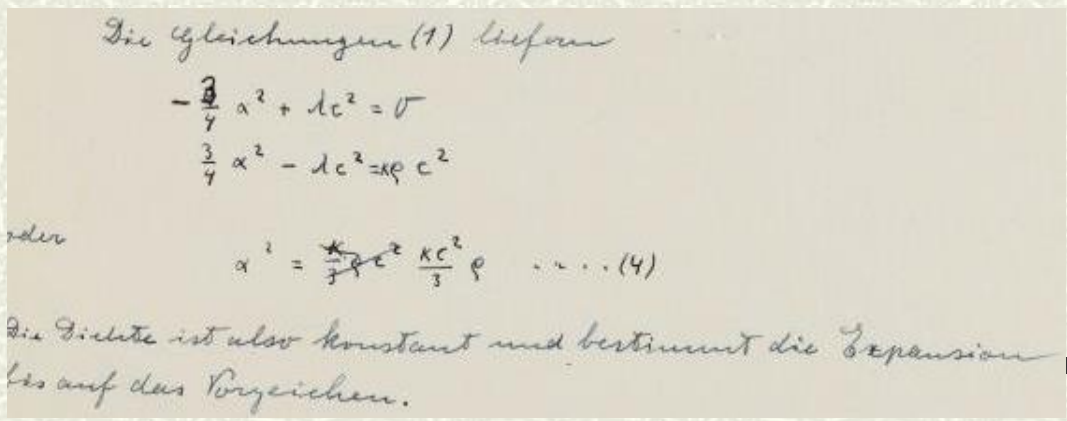 Die Gleichungen (1) liefern
- 3/4 α² + λc² = 0
3/4 α² - λc² = κρ c²
oder
α² = κc²/3 ρ .... (4)
Die Dichte ist also konstant und bestimmt die Expansion
bis auf das Vorzeichen.